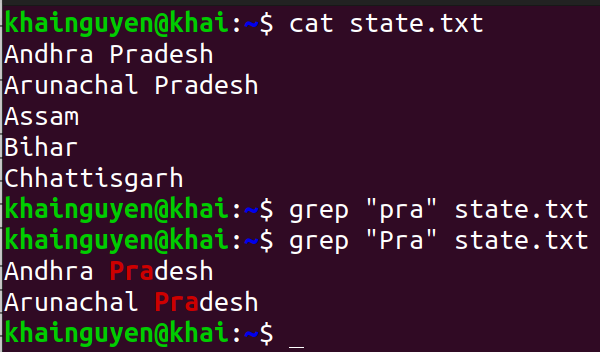 khainguyen@khai:~$ cat state.txt
Andhra Pradesh
Arunachal Pradesh
Assam
Bihar
Chhattisgarh
khainguyen@khai:~$ grep "pra" state.txt
khainguyen@khai:~$ grep "Pra" state.txt
Andhra Pradesh
Arunachal Pradesh
khainguyen@khai:~$ _